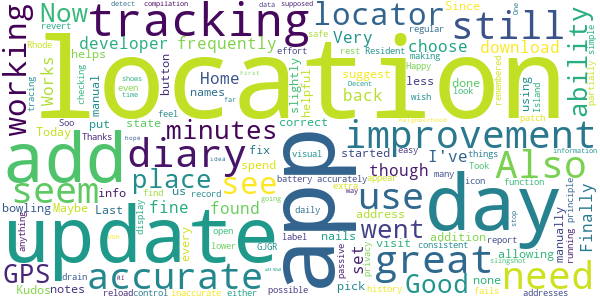 detect compilation data supposed One
revert Now tracking locator Since still download
Rhode developer frequently Very choose safe rest Resident regular simple
working Works helps button slightly helpful effort making Happy suggest partially
checking manual Home names less done look remembered ability
tracing shoms even time feel back wish using Island patch
location
Soo put state minutes correct started I've many things Took Thanks Today
add diary fix visual app improvement
seem Maybe place spend see use though Also
bowling info us record battery accurately appear extra icon function
GPS Last fine found set went address day manually Finally
anything find every daily label visit addition consistent principle running
update open lower GJGR nails great need
display going report stop
Kudos notes accurate possible pick Good allowing none fails slingshot
drain reload control inaccurate either history privacy passive easy may addresses
First hope idea far neighborhood information